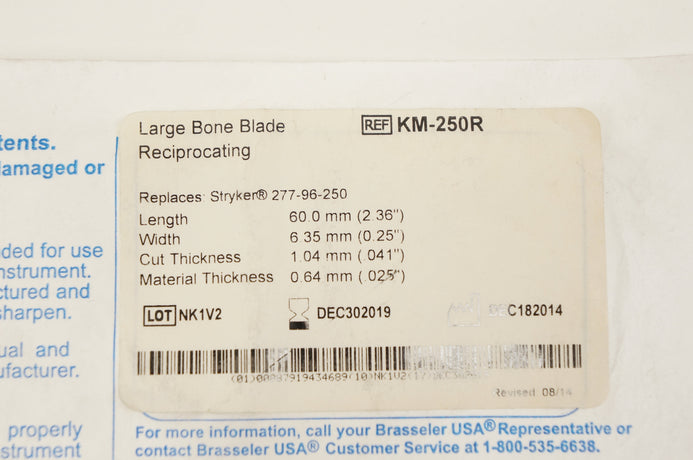 tents.
damaged or
ded for use
nstrument.
ctured and
sharpen.
ual and
ufacturer.
properly
strument
Large Bone Blade
Reciprocating
REF KM-250R
Replaces: Stryker® 277-96-250
Length 60.0 mm (2.36")
Width 6.35 mm (0.25")
Cut Thickness 1.04 mm (.041")
Material Thickness 0.64 mm (.025")
LOT NK1V2 DEC302019 DEC182014
Revised 08/14
For more information, call your Brasseler USA® Representative or
contact Brasseler USA® Customer Service at 1-800-535-6638.